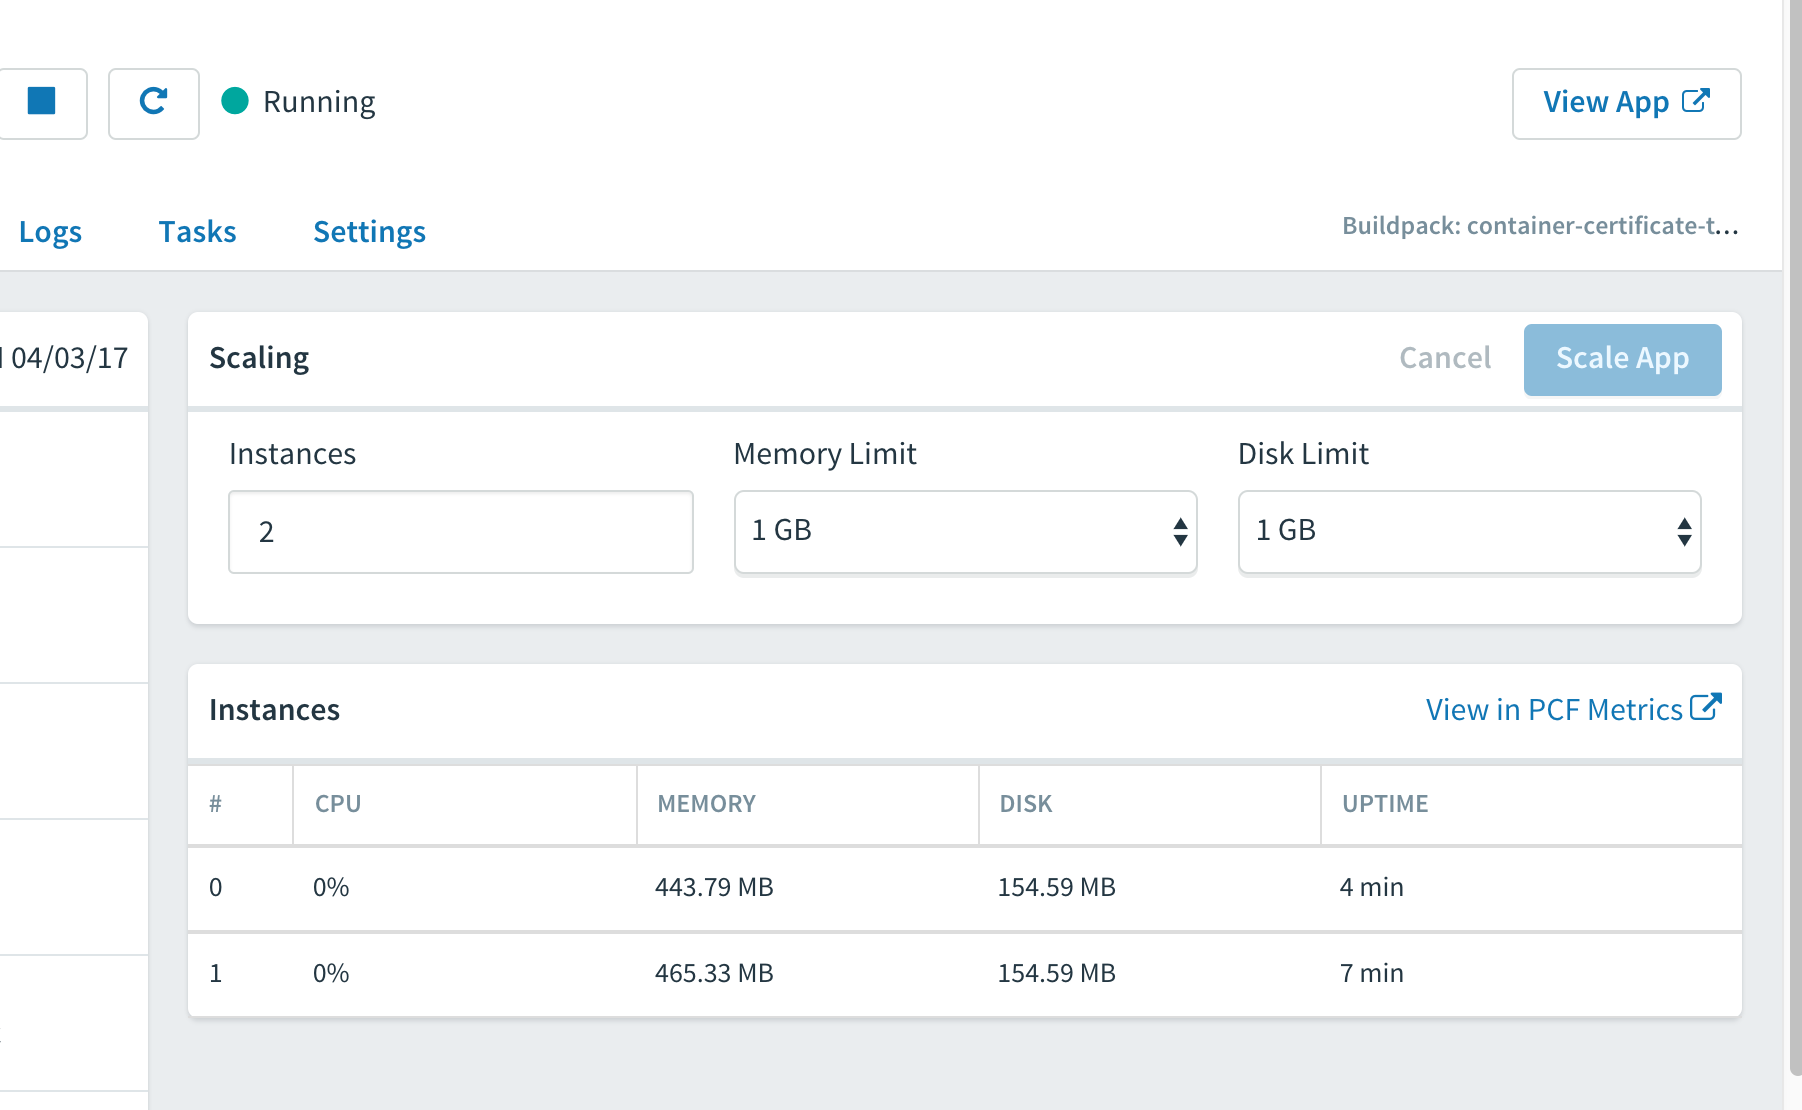 Running
View App
Logs Tasks Settings
Buildpack: container-certificate-t...
04/03/17
Scaling
Cancel
Scale App
Instances Memory Limit Disk Limit
2 1 GB 1 GB
Instances
View in PCF Metrics
# CPU MEMORY DISK UPTIME
0 0% 443.79 MB 154.59 MB 4 min
1 0% 465.33 MB 154.59 MB 7 min